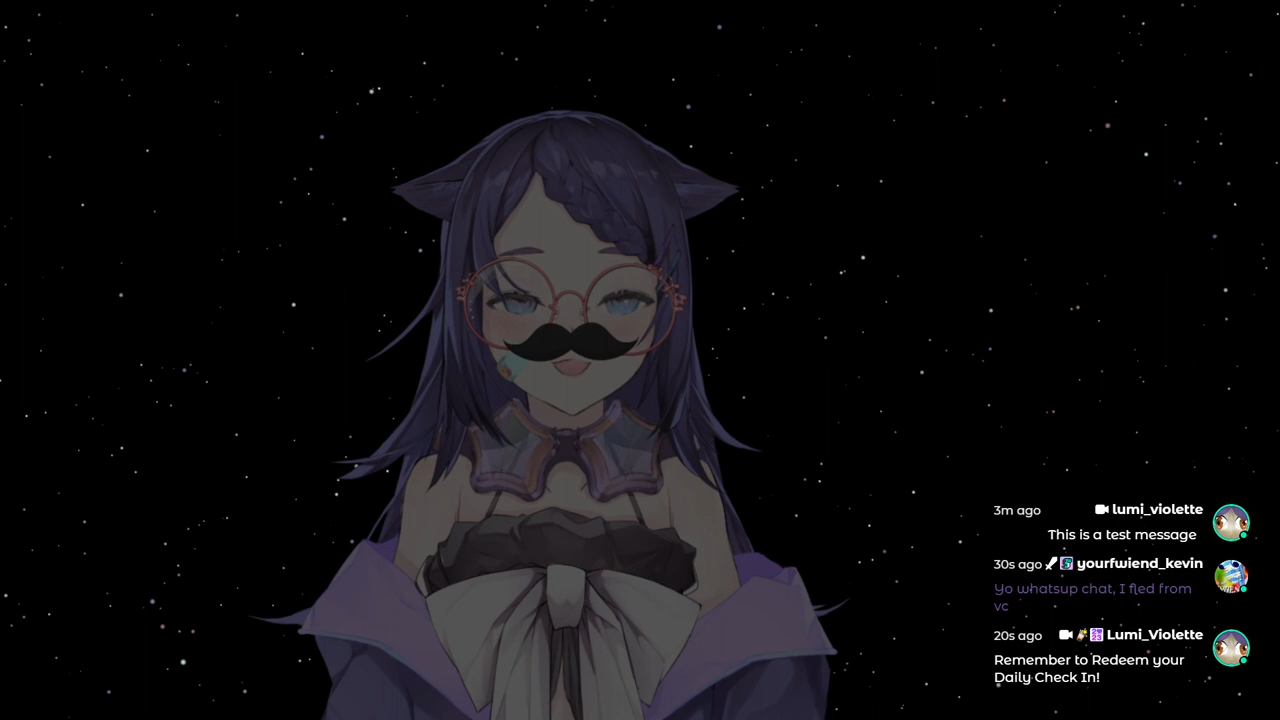 3m ago lumi_violette
This is a test message
30s ago yourfwiend_kevin
Yo whatsup chat, I fled from
vc
20s ago Lumi_Violette
Remember to Redeem your
Daily Check In!